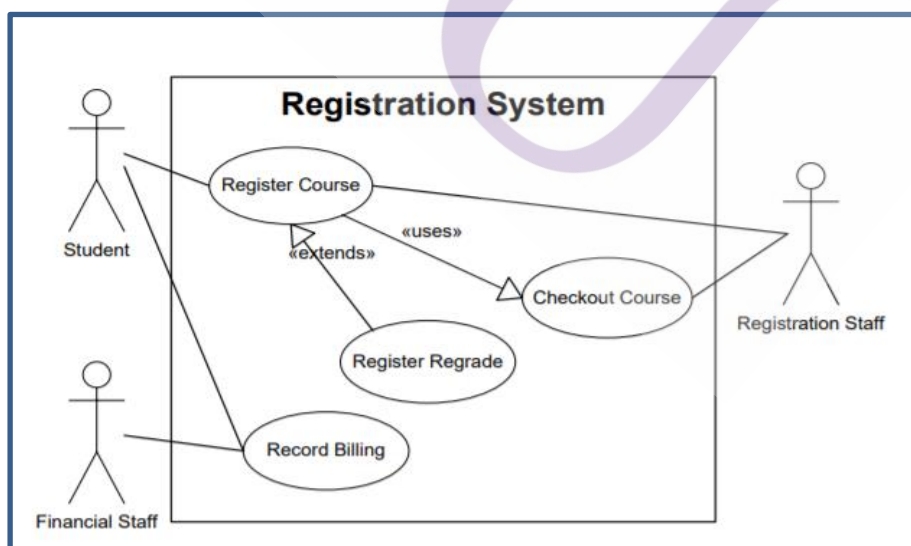 Registration System
Register Course
«uses»
Student
«extends»
Checkout Course
Registration Staff
Register Regrade
Record Billing
Financial Staff